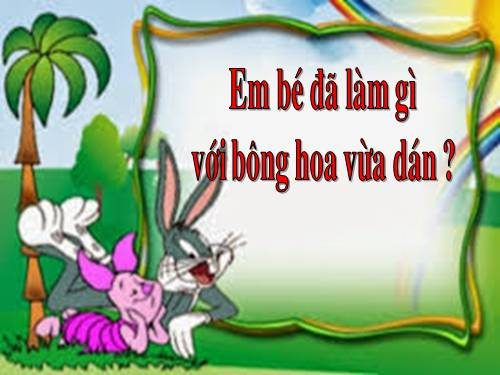 Em bé đã làm gì
với bông hoa vừa dán ?